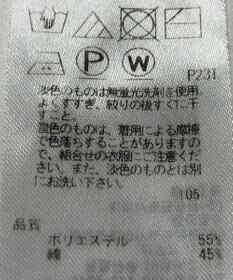 P
W
P231
淡色のものは無蛍光洗剤を使用
よくすすぎ、絞りの後すぐに干
すこと。
濃色のものは、着用による摩擦
で色落ちすることがありますの
で、組合せの衣服にご注意くださ
い。また、淡色のものとは別
にお洗い下さい。
105
品質
ポリエステル 55%
綿 45%